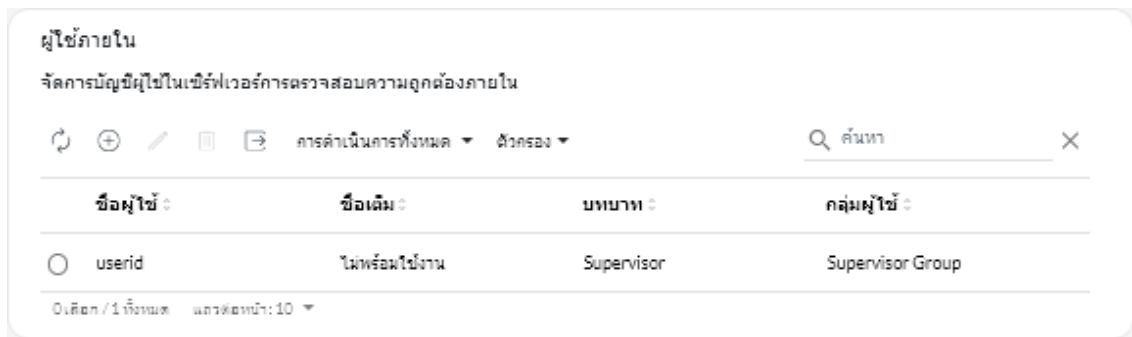 ผู้ใช้ภายใน
จัดการบัญชีผู้ใช้ในเซิร์ฟเวอร์การตรวจสอบความถูกต้องภายใน
การดำเนินการทั้งหมด ตัวกรอง ค้นหา
ชื่อผู้ใช้ ชื่อเต็ม บทบาท กลุ่มผู้ใช้
userid ไม่พร้อมใช้งาน Supervisor Supervisor Group
0 เลือก / 1 ทั้งหมด แถวต่อหน้า: 10